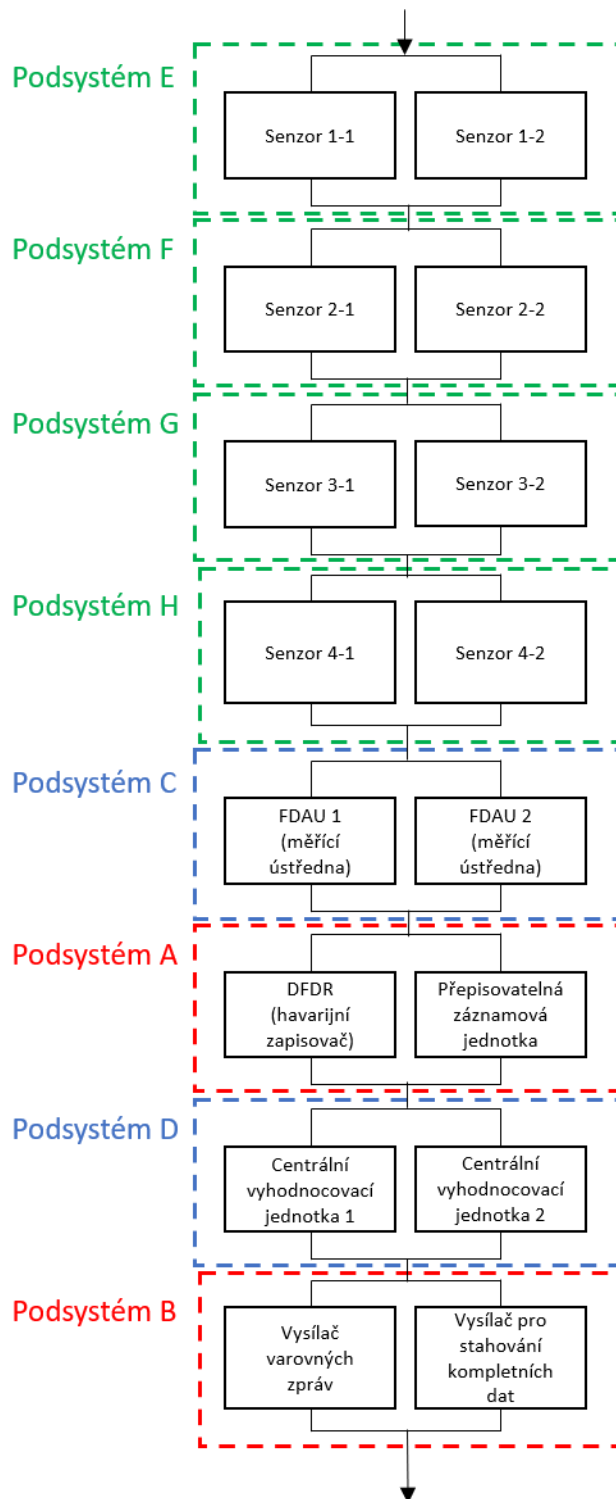 Podsystém E
Senzor 1-1
Senzor 1-2
Podsystém F
Senzor 2-1
Senzor 2-2
Podsystém G
Senzor 3-1
Senzor 3-2
Podsystém H
Senzor 4-1
Senzor 4-2
Podsystém C
FDAU 1
(měřící
ústředna)
FDAU 2
(měřící
ústředna)
Podsystém A
DFDR
(havarijní
zapisovač)
Přepisovatelná
záznamová
jednotka
Podsystém D
Centrální
vyhodnocovací
jednotka 1
Centrální
vyhodnocovací
jednotka 2
Podsystém B
Vysílač
varovných
zpráv
Vysílač pro
stahování
kompletních
dat